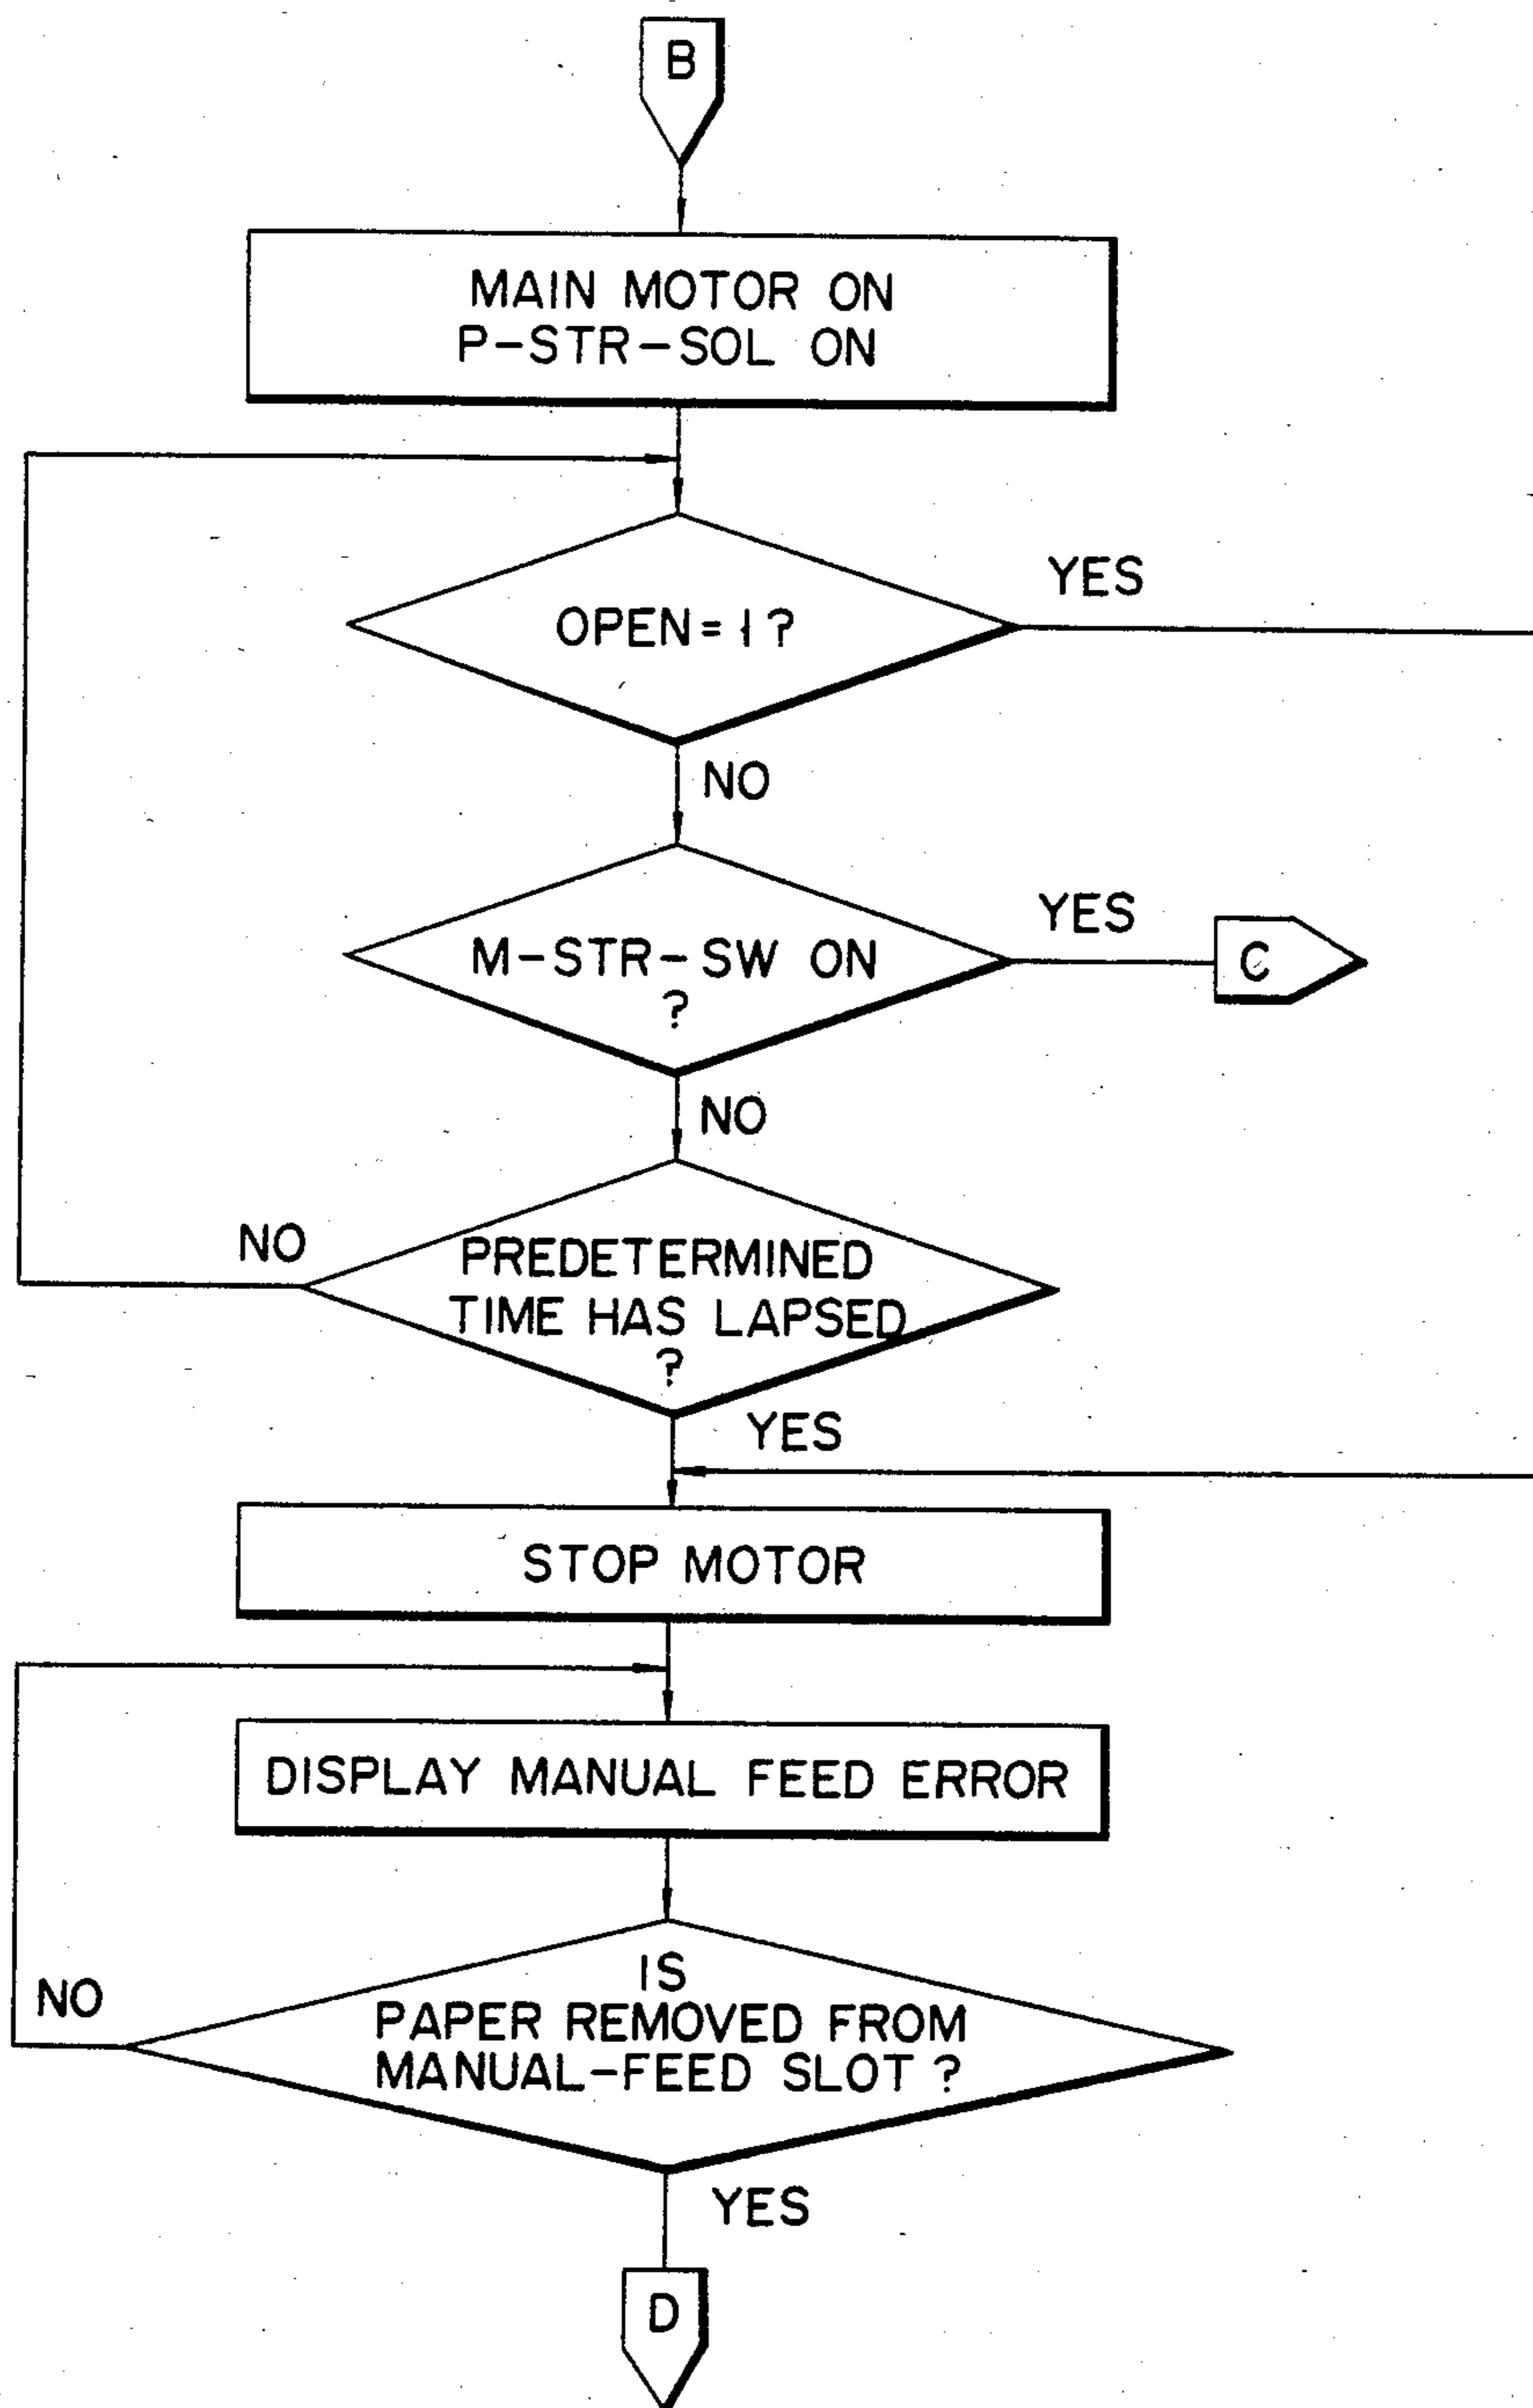 B
MAIN MOTOR ON
P-STR-SOL ON
OPEN=1?
YES
NO
M-STR-SW ON
?
YES
C
NO
PREDETERMINED
TIME HAS LAPSED
?
NO
YES
STOP MOTOR
DISPLAY MANUAL FEED ERROR
IS
PAPER REMOVED FROM
MANUAL-FEED SLOT ?
NO
YES
D